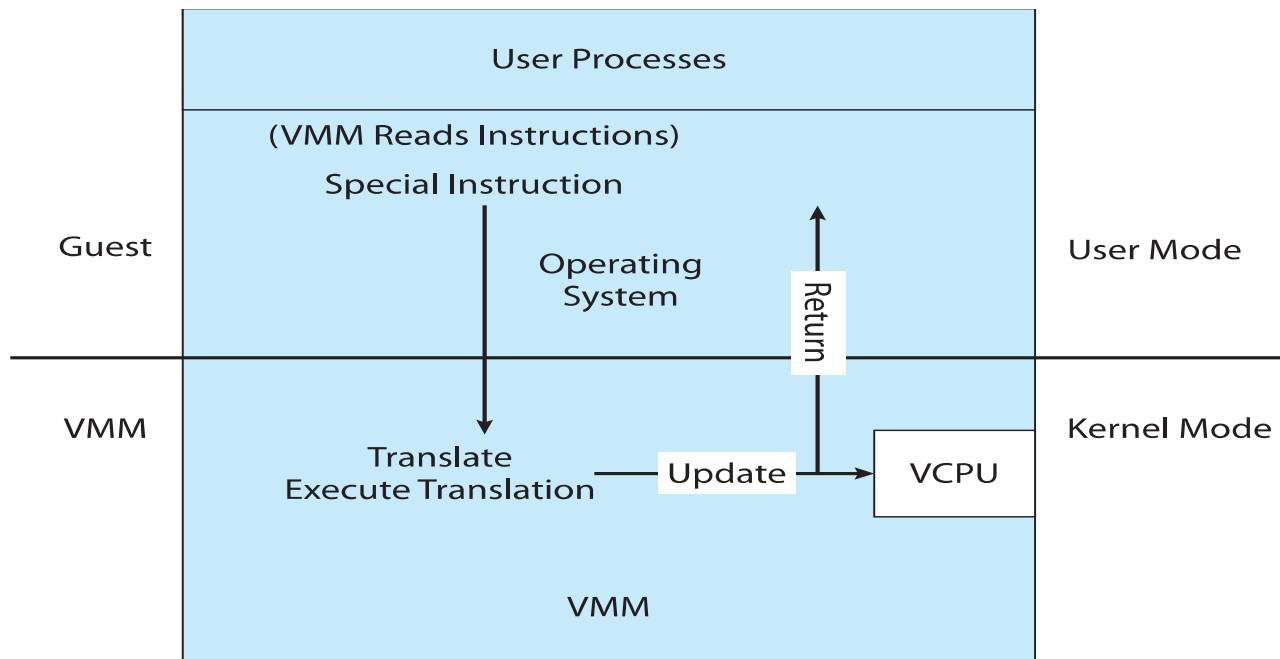 User Processes
(VMM Reads Instructions)
Special Instruction
Guest
Operating
System
User Mode
Return
VMM
Kernel Mode
Translate
Execute Translation
Update
VCPU
VMM